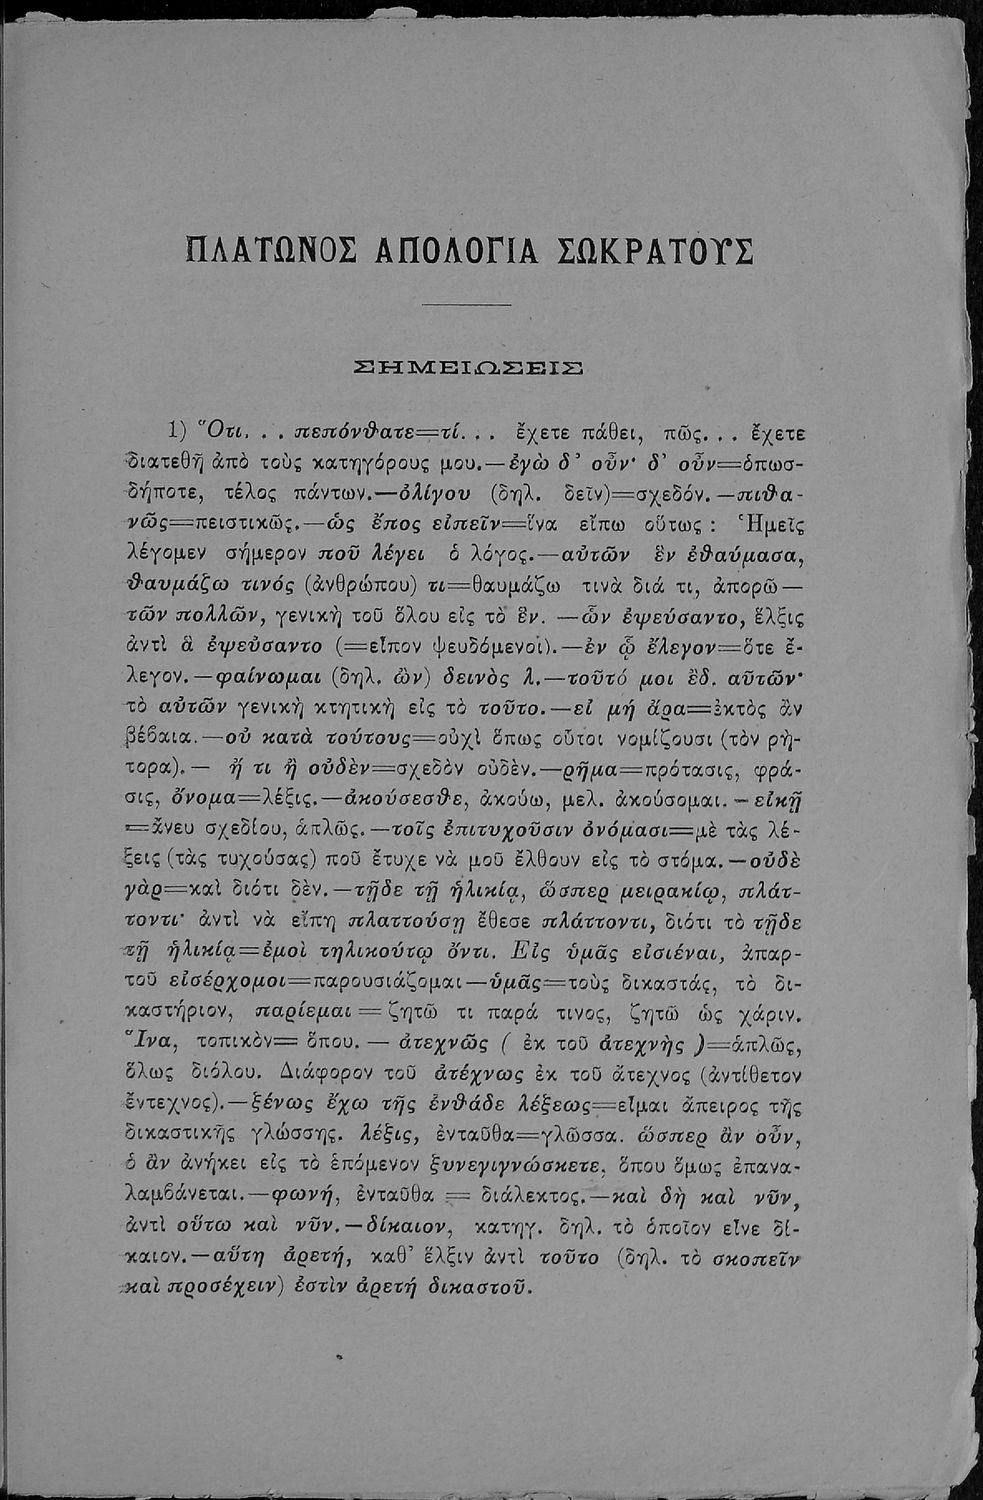 ΠΛΑΤΩΝΟΣ ΑΠΟΛΟΓΙΑ ΣΩΚΡΑΤΟΥΣ
ΣΗΜΕΙΩΣΕΙΣ
1) Ὅτι. . . πεπόνθατε=τί. . . ἔχετε πάθει, πῶς. . . ἔχετε
διατεθῆ ἀπὸ τοὺς κατηγόρους μου.—ἐγὼ δ' οὖν· δ' οὖν=ὁπωσ-
δήποτε, τέλος πάντων.—ὀλίγου (δηλ. δεῖν)=σχεδόν.—πιθα-
νῶς=πειστικῶς.—ὡς ἔπος εἰπεῖν=ἵνα εἴπω οὕτως : Ἡμεῖς
λέγομεν σήμερον ποῦ λέγει ὁ λόγος.—αὐτῶν ἓν ἐθαύμασα,
θαυμάζω τινός (ἀνθρώπου) τι=θαυμάζω τινὰ διά τι, ἀπορῶ—
τῶν πολλῶν, γενικὴ τοῦ ὅλου εἰς τὸ ἕν. —ὧν ἐψεύσαντο, ἕλξις
ἀντὶ ἃ ἐψεύσαντο (=εἶπον ψευδόμενοι).—ἐν ᾧ ἔλεγον=ὅτε ἔ-
λεγον.—φαίνωμαι (δηλ. ὢν) δεινὸς λ.—τοῦτό μοι ἔδ. αὐτῶν·
τὸ αὐτῶν γενικὴ κτητικὴ εἰς τὸ τοῦτο.—εἰ μή ἄρα=ἐκτὸς ἂν
βέβαια.—οὐ κατὰ τούτους=οὐχὶ ὅπως οὗτοι νομίζουσι (τὸν ρή-
τορα).— ἤ τι ἢ οὐδὲν=σχεδὸν οὐδὲν.—ρῆμα=πρότασις, φρά-
σις, ὄνομα=λέξις.—ἀκούσεσθε, ἀκούω, μελ. ἀκούσομαι.—εἰκῇ
=ἄνευ σχεδίου, ἁπλῶς.—τοῖς ἐπιτυχοῦσιν ὀνόμασι=μὲ τὰς λέ-
ξεις (τὰς τυχούσας) ποῦ ἔτυχε νὰ μοῦ ἔλθουν εἰς τὸ στόμα.—οὐδὲ
γὰρ=καὶ διότι δὲν.—τῇδε τῇ ἡλικίᾳ, ὥσπερ μειρακίῳ, πλάτ-
τοντι· ἀντὶ νὰ εἴπῃ πλαττούσῃ ἔθεσε πλάττοντι, διότι τὸ τῇδε
τῇ ἡλικίᾳ=ἐμοὶ τηλικούτῳ ὄντι. Εἰς ὑμᾶς εἰσιέναι, ἀπαρ-
τοῦ εἰσέρχομοι=παρουσιάζομαι—ὑμᾶς=τοὺς δικαστάς, τὸ δι-
καστήριον, παρίεμαι = ζητῶ τι παρά τινος, ζητῶ ὡς χάριν.
Ἵνα, τοπικὸν= ὅπου. — ἀτεχνῶς ( ἐκ τοῦ ἀτεχνὴς )=ἁπλῶς,
ὅλως διόλου. Διάφορον τοῦ ἀτέχνως ἐκ τοῦ ἄτεχνος (ἀντίθετον
ἔντεχνος).—ξένως ἔχω τῆς ἐνθάδε λέξεως=εἶμαι ἄπειρος τῆς
δικαστικῆς γλώσσης. λέξις, ἐνταῦθα=γλῶσσα. ὥσπερ ἂν οὖν,
ὁ ἂν ἀνήκει εἰς τὸ ἑπόμενον ξυνεγιγνώσκετε, ὅπου ὅμως ἐπανα-
λαμβάνεται.—φωνή, ἐνταῦθα = διάλεκτος.—καὶ δὴ καὶ νῦν,
ἀντὶ οὕτω καὶ νῦν.—δίκαιον, κατηγ. δηλ. τὸ ὁποῖον εἶνε δί-
καιον.—αὕτη ἀρετή, καθ' ἕλξιν ἀντὶ τοῦτο (δηλ. τὸ σκοπεῖν
καὶ προσέχειν) ἐστὶν ἀρετή δικαστοῦ.